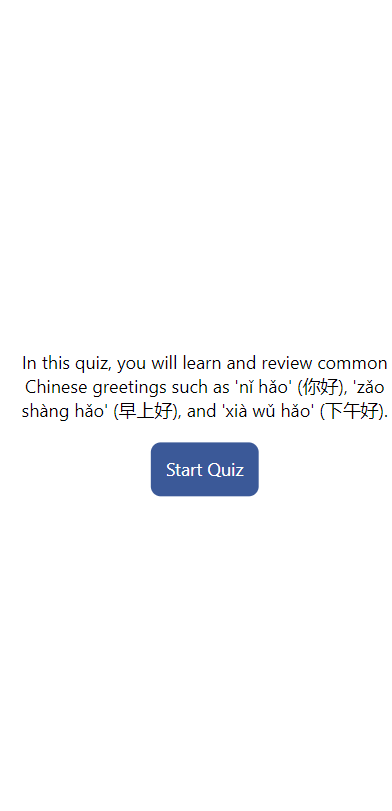 In this quiz, you will learn and review common
Chinese greetings such as 'nǐ hǎo' (你好), 'zǎo
shàng hǎo' (早上好), and 'xià wǔ hǎo' (下午好).
Start Quiz